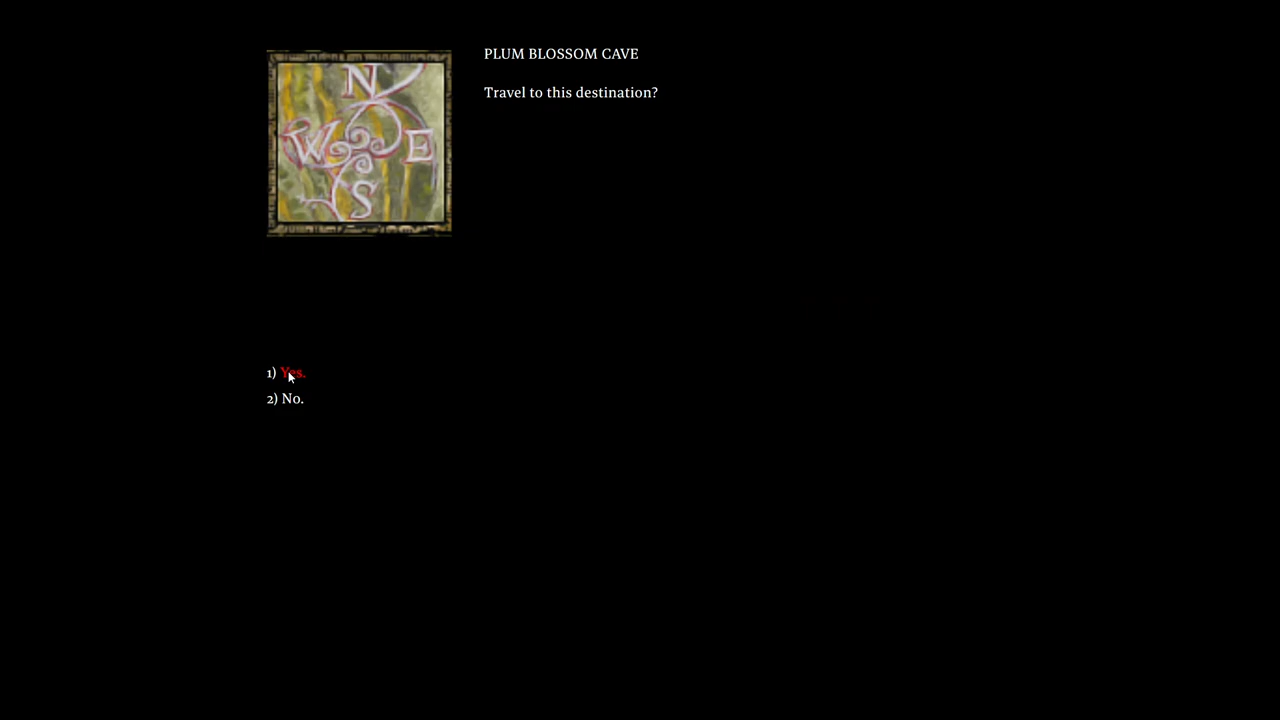 PLUM BLOSSOM CAVE
Travel to this destination?
N
W E
S
1) Yes.
2) No.